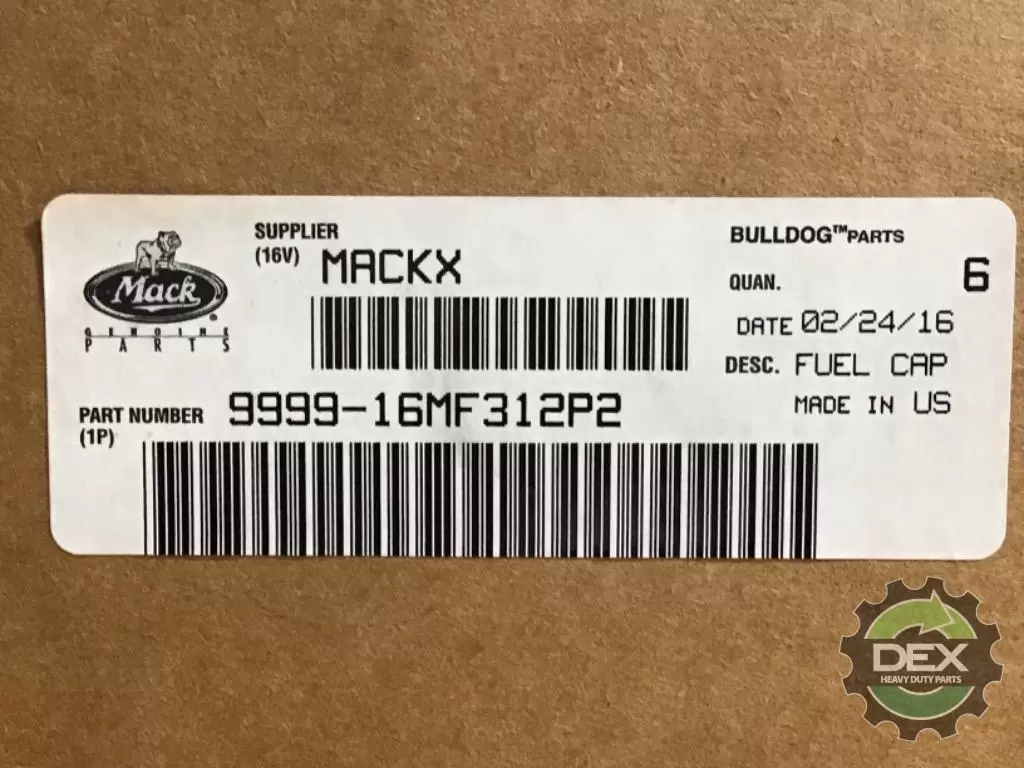 Mack
®
GENUINE
PARTS
SUPPLIER
(16V)
MACKX
BULLDOG™PARTS
QUAN. 6
DATE 02/24/16
DESC. FUEL CAP
MADE IN US
PART NUMBER 9999-16MF312P2
(1P)
DEX
HEAVY DUTY PARTS